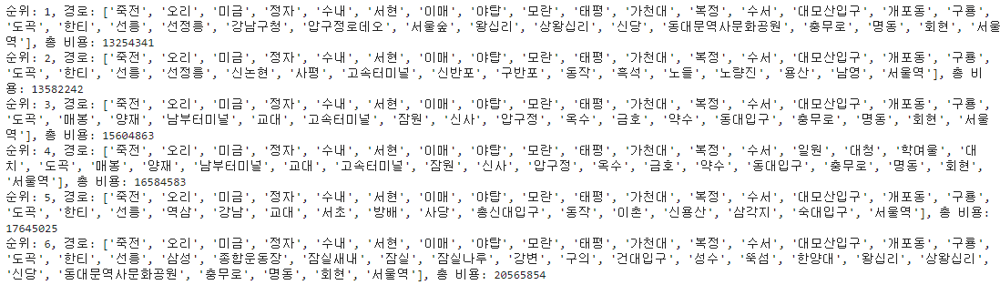 순위: 1, 경로: ['죽전', '오리', '미금', '정자', '수내', '서현', '이매', '야탑', '모란', '태평', '가천대', '복정', '수서', '대모산입구', '개포동', '구룡',
'도곡', '한티', '선릉', '선정릉', '강남구청', '압구정로데오', '서울숲', '왕십리', '상왕십리', '신당', '동대문역사문화공원', '충무로', '명동', '회현', '서울
역'], 총 비용: 13254341
순위: 2, 경로: ['죽전', '오리', '미금', '정자', '수내', '서현', '이매', '야탑', '모란', '태평', '가천대', '복정', '수서', '대모산입구', '개포동', '구룡',
'도곡', '한티', '선릉', '선정릉', '신논현', '사평', '고속터미널', '신반포', '구반포', '동작', '흑석', '노들', '노량진', '용산', '남영', '서울역'], 총 비
용: 13582242
순위: 3, 경로: ['죽전', '오리', '미금', '정자', '수내', '서현', '이매', '야탑', '모란', '태평', '가천대', '복정', '수서', '대모산입구', '개포동', '구룡',
'도곡', '매봉', '양재', '남부터미널', '교대', '고속터미널', '잠원', '신사', '압구정', '옥수', '금호', '약수', '동대입구', '충무로', '명동', '회현', '서울
역'], 총 비용: 15604863
순위: 4, 경로: ['죽전', '오리', '미금', '정자', '수내', '서현', '이매', '야탑', '모란', '태평', '가천대', '복정', '수서', '일원', '대청', '학여울', '대
치', '도곡', '매봉', '양재', '남부터미널', '교대', '고속터미널', '잠원', '신사', '압구정', '옥수', '금호', '약수', '동대입구', '충무로', '명동', '회현',
'서울역'], 총 비용: 16584583
순위: 5, 경로: ['죽전', '오리', '미금', '정자', '수내', '서현', '이매', '야탑', '모란', '태평', '가천대', '복정', '수서', '대모산입구', '개포동', '구룡',
'도곡', '한티', '선릉', '역삼', '강남', '교대', '서초', '방배', '사당', '총신대입구', '동작', '이촌', '신용산', '삼각지', '숙대입구', '서울역'], 총 비용:
17645025
순위: 6, 경로: ['죽전', '오리', '미금', '정자', '수내', '서현', '이매', '야탑', '모란', '태평', '가천대', '복정', '수서', '대모산입구', '개포동', '구룡',
'도곡', '한티', '선릉', '삼성', '종합운동장', '잠실새내', '잠실', '잠실나루', '강변', '구의', '건대입구', '성수', '뚝섬', '한양대', '왕십리', '상왕십리',
'신당', '동대문역사문화공원', '충무로', '명동', '회현', '서울역'], 총 비용: 20565854